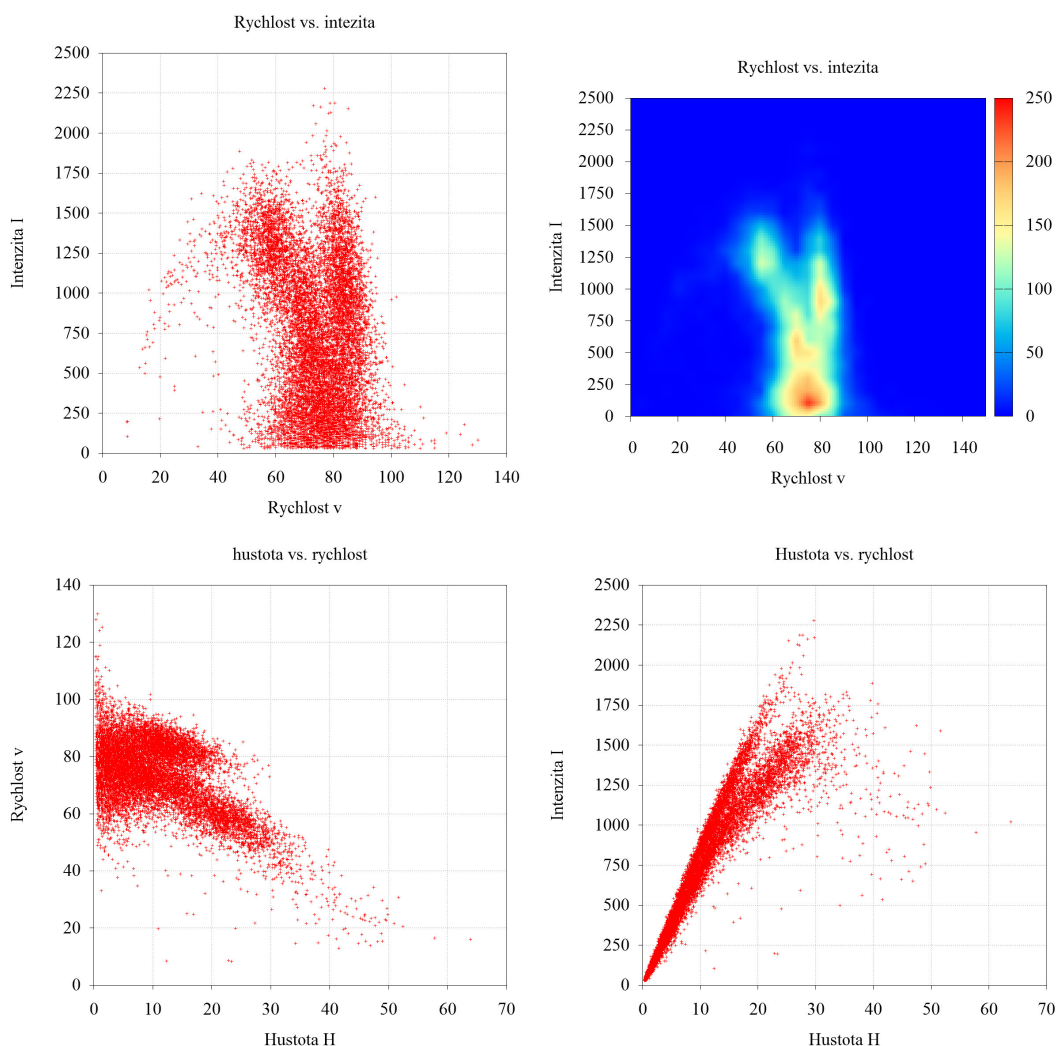 Rychlost vs. intezita
2500
2250
2000
1750
1500
1250
1000
750
500
250
0
Intenzita I
0 20 40 60 80 100 120 140
Rychlost v
Rychlost vs. intezita
2500
2250
2000
1750
1500
1250
1000
750
500
250
0
Intenzita I
0 20 40 60 80 100 120 140
Rychlost v
250
200
150
100
50
0
hustota vs. rychlost
140
120
100
80
60
40
20
0
Rychlost v
0 10 20 30 40 50 60 70
Hustota H
Hustota vs. rychlost
2500
2250
2000
1750
1500
1250
1000
750
500
250
0
Intenzita I
0 10 20 30 40 50 60 70
Hustota H